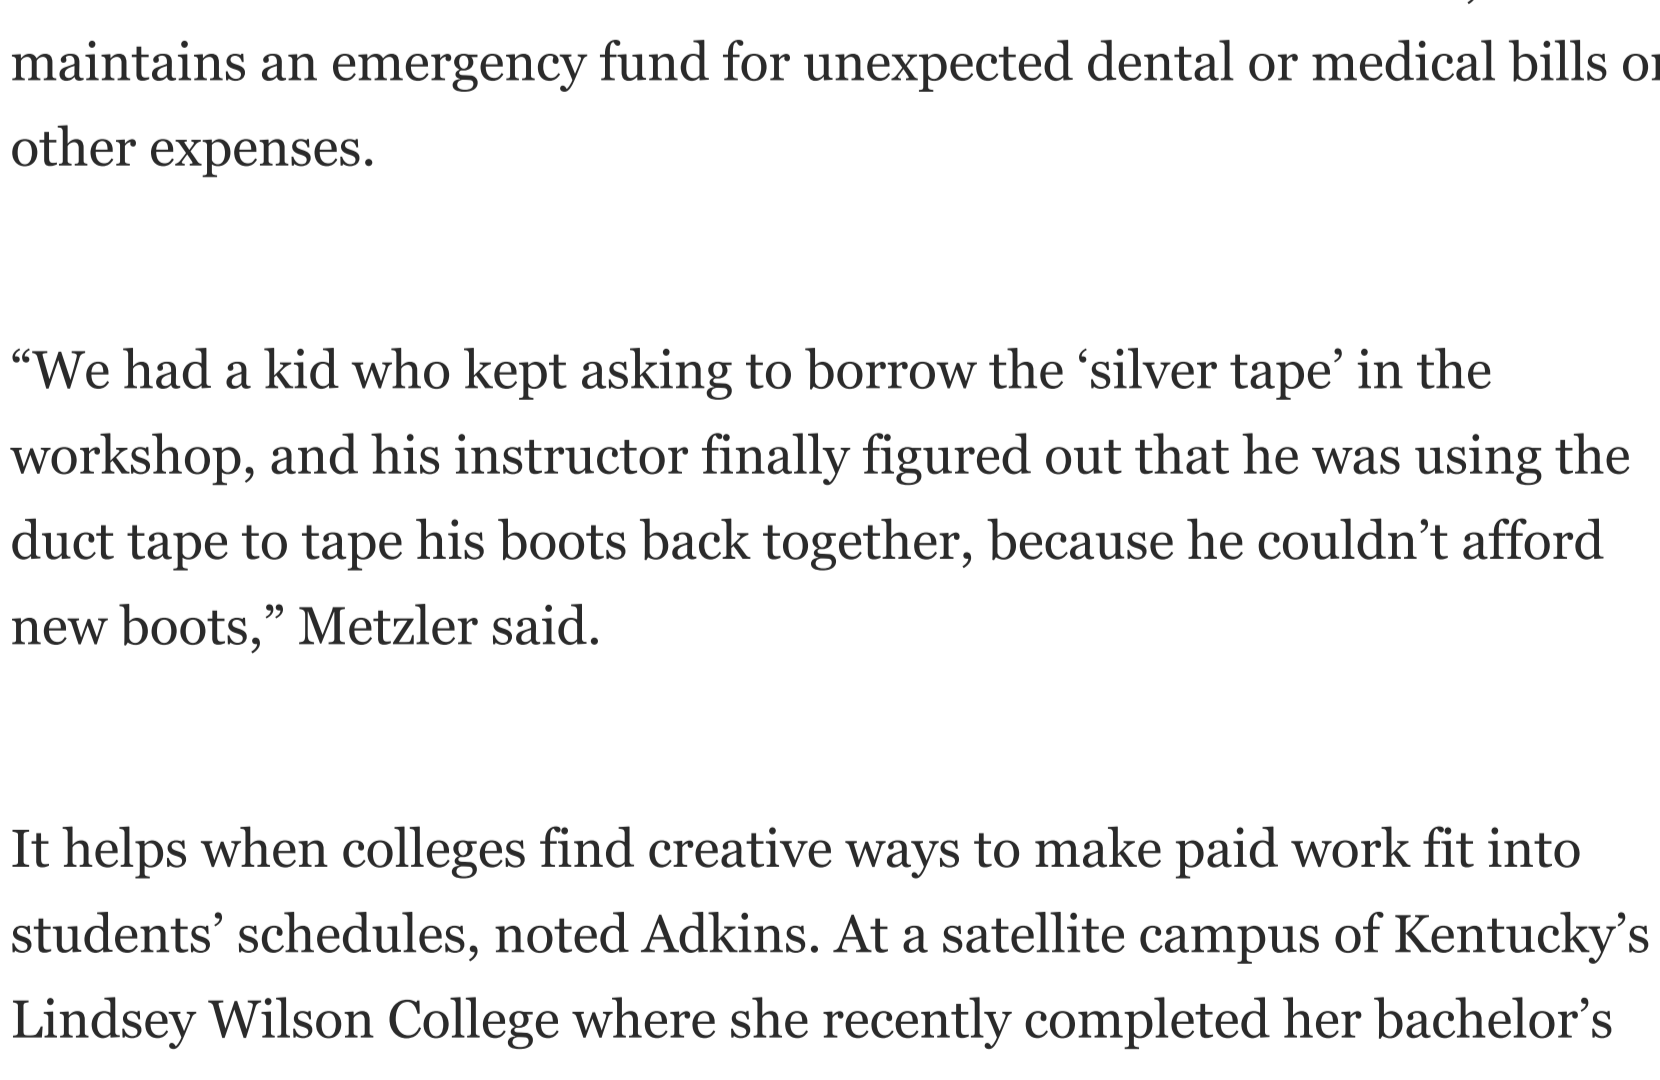 maintains an emergency fund for unexpected dental or medical bills or
other expenses.
“We had a kid who kept asking to borrow the ‘silver tape’ in the
workshop, and his instructor finally figured out that he was using the
duct tape to tape his boots back together, because he couldn’t afford
new boots,” Metzler said.
It helps when colleges find creative ways to make paid work fit into
students’ schedules, noted Adkins. At a satellite campus of Kentucky’s
Lindsey Wilson College where she recently completed her bachelor’s